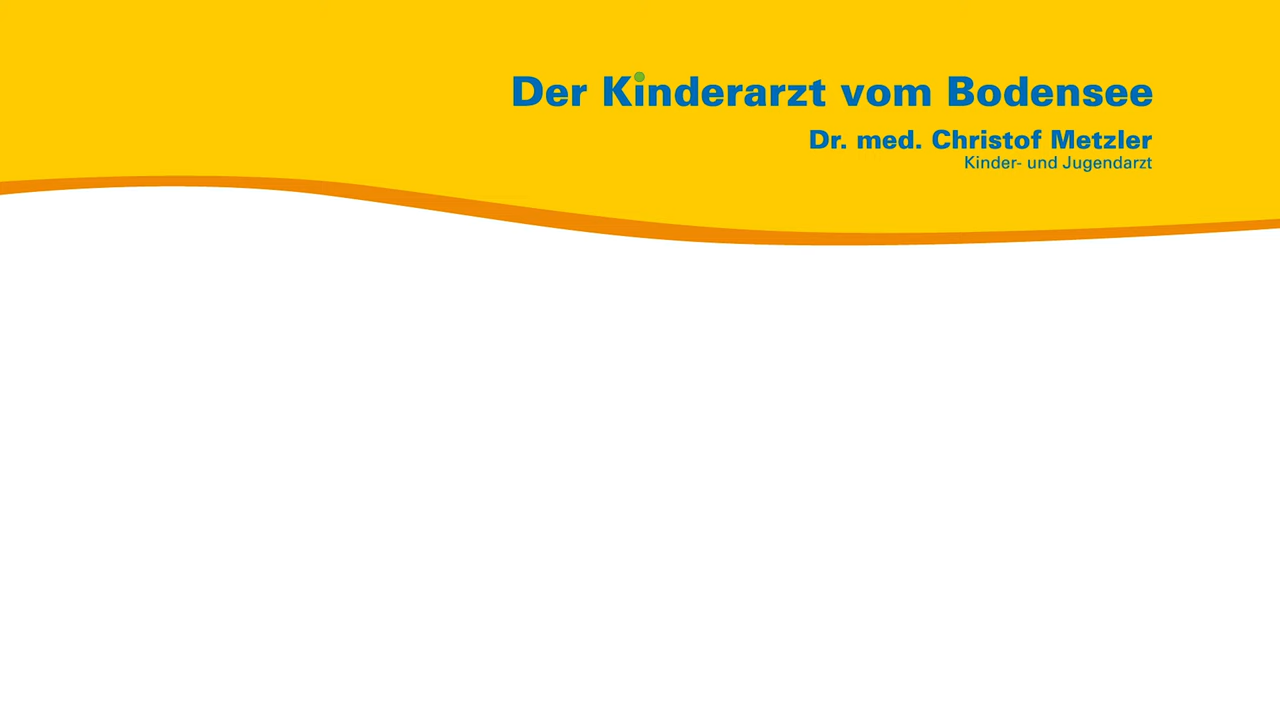 Der Kinderarzt vom Bodensee
Dr. med. Christof Metzler
Kinder- und Jugendarzt